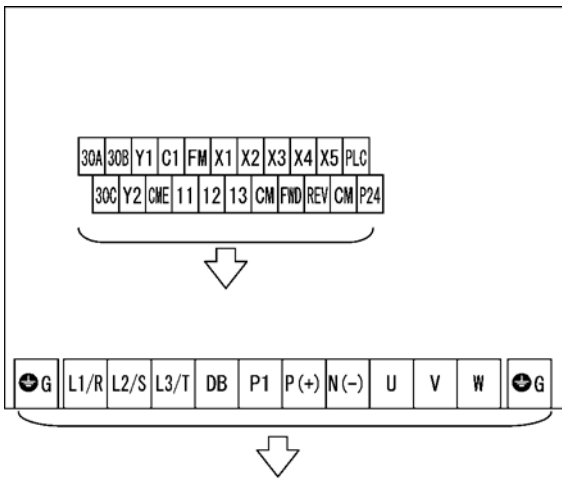 30A 30B Y1 C1 FM X1 X2 X3 X4 X5 PLC
30C Y2 CME 11 12 13 CM FWD REV CM P24
G L1/R L2/S L3/T DB P1 P(+) N(-) U V W G